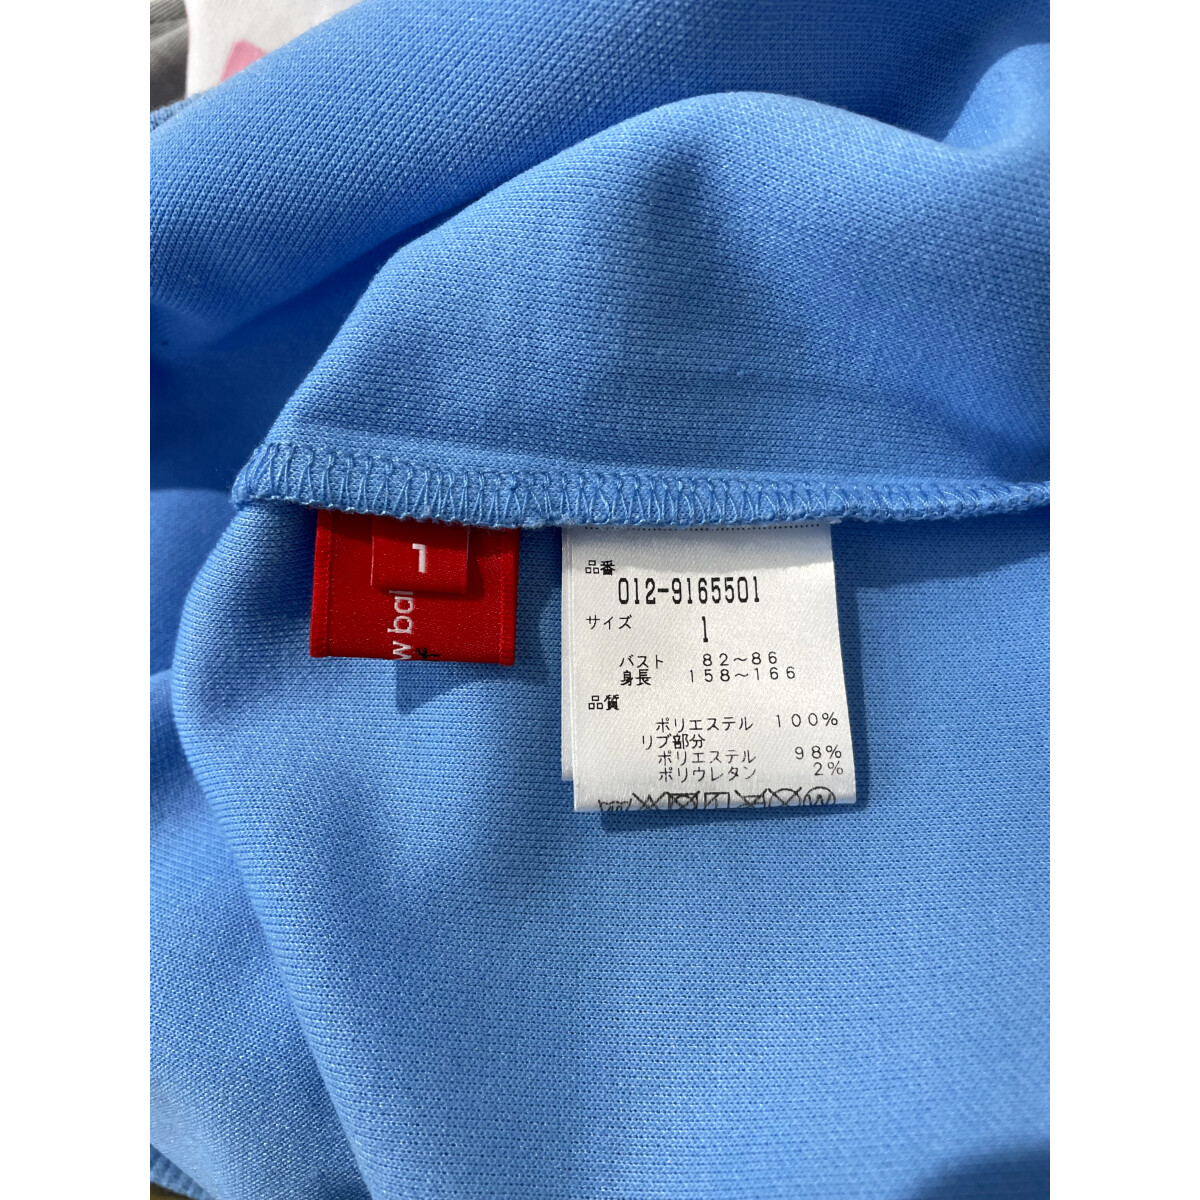 1
w bal
品番
012-9165501
サイズ
1
バスト 82〜86
身長 158〜166
品質
ポリエステル 100%
リブ部分
ポリエステル 98%
ポリウレタン 2%